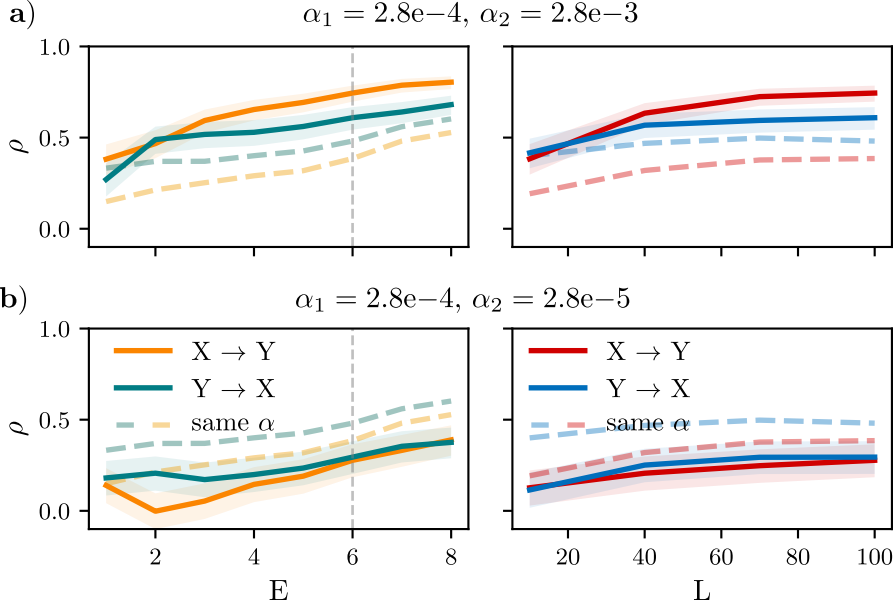 a) α₁ = 2.8e−4, α₂ = 2.8e−3
1.0
0.5
0.0
ρ
b) α₁ = 2.8e−4, α₂ = 2.8e−5
1.0
0.5
0.0
ρ
X → Y
Y → X
same α
X → Y
Y → X
same α
2 4 6 8
E
20 40 60 80 100
L